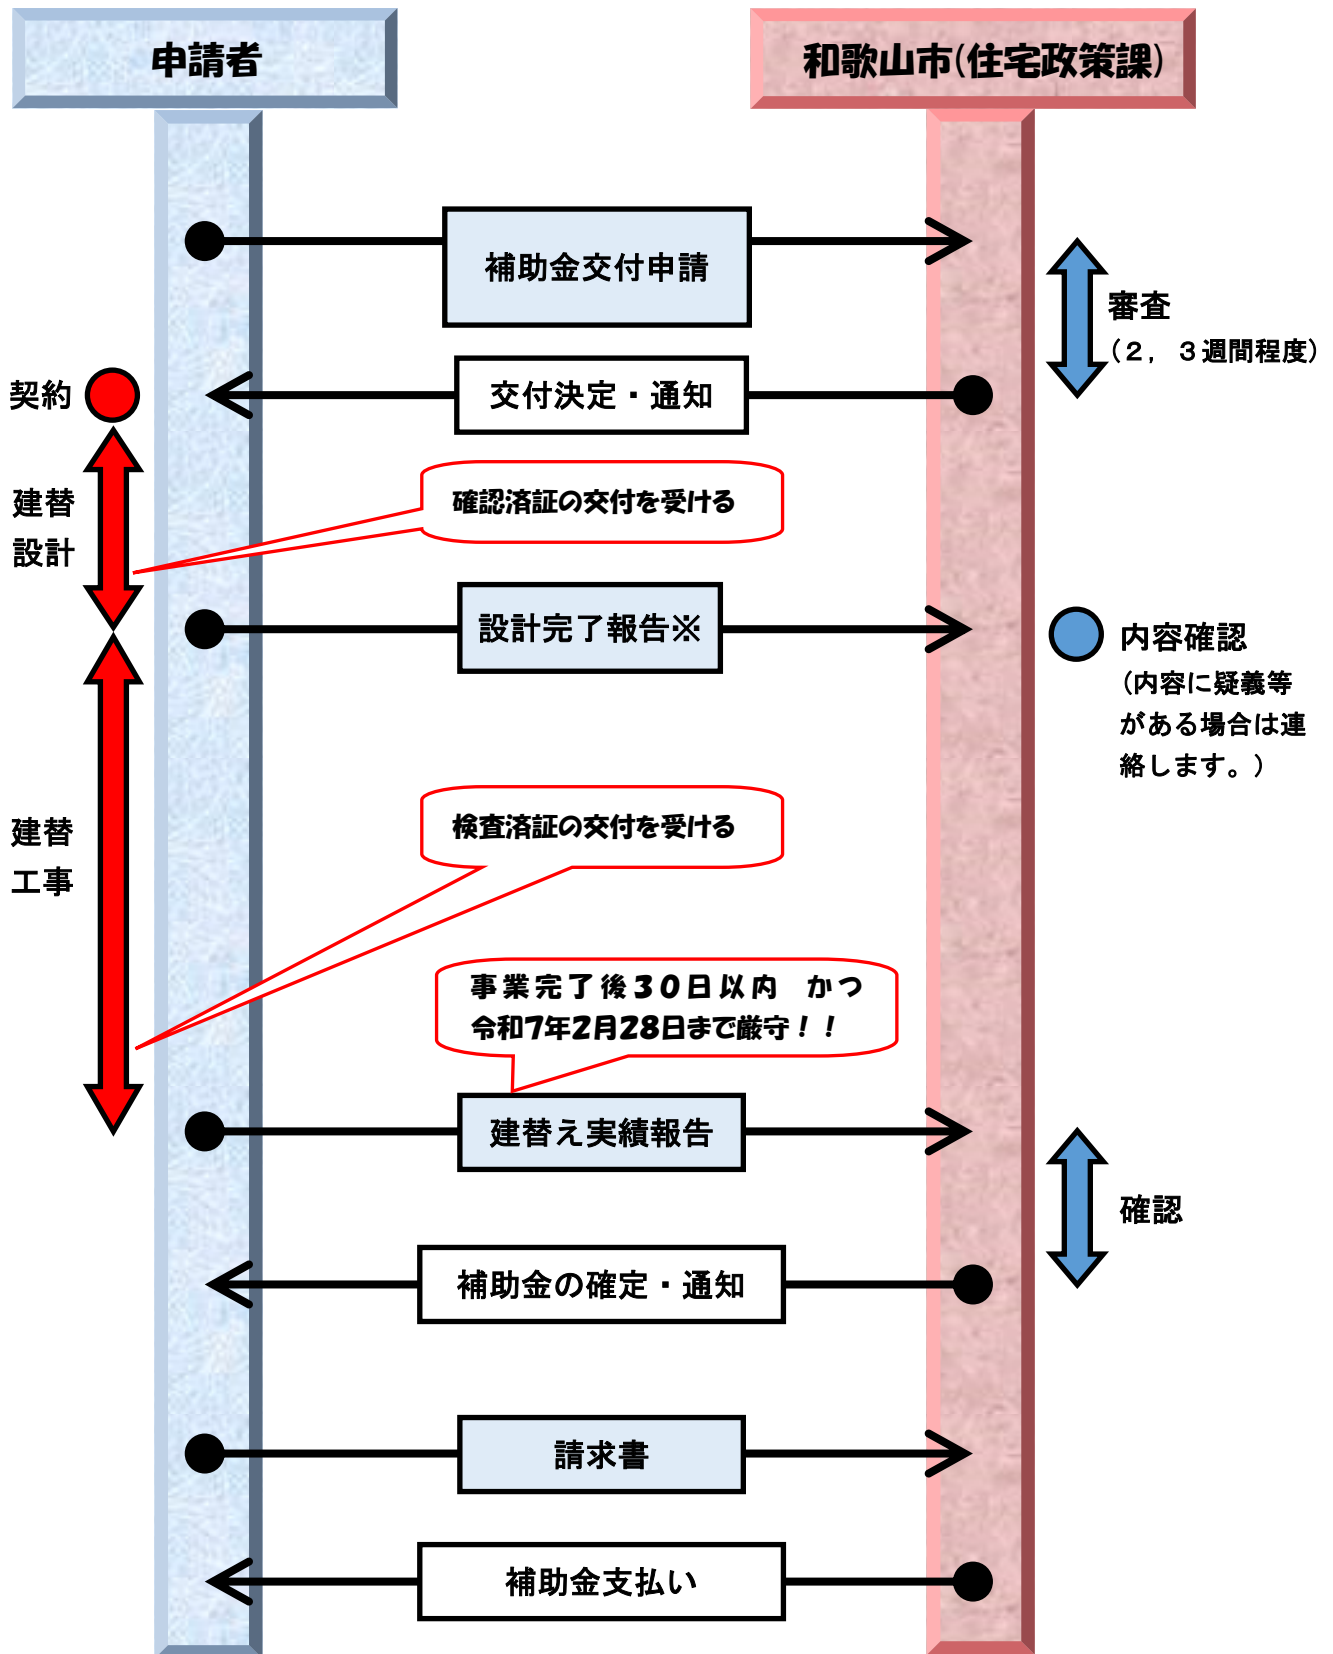 申請者
和歌山市(住宅政策課)
補助金交付申請
審査
（２，３週間程度）
交付決定・通知
契約
建替
設計
確認済証の交付を受ける
設計完了報告※
内容確認
（内容に疑義等
がある場合は連
絡します。）
検査済証の交付を受ける
建替
工事
事業完了後３０日以内　かつ
令和7年2月28日まで厳守！！
建替え実績報告
確認
補助金の確定・通知
請求書
補助金支払い